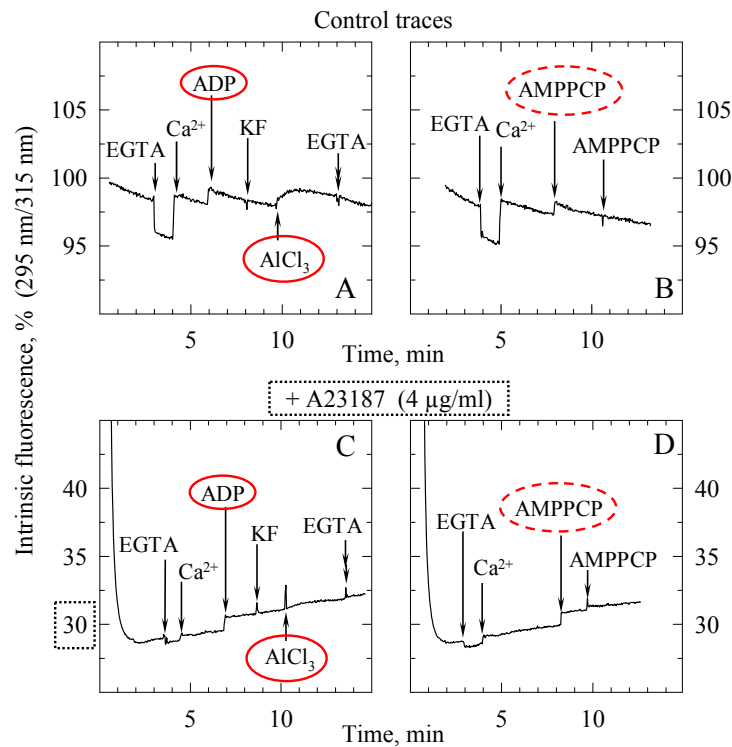 Control traces
Intrinsic fluorescence, % (295 nm/315 nm)
105
100
95
EGTA
Ca²⁺
ADP
KF
AlCl₃
EGTA
A
5
10
Time, min
EGTA
Ca²⁺
AMPPCP
AMPPCP
B
105
100
95
5
10
Time, min
+ A23187 (4 µg/ml)
40
35
30
EGTA
Ca²⁺
ADP
KF
AlCl₃
EGTA
C
5
10
Time, min
EGTA
Ca²⁺
AMPPCP
AMPPCP
D
40
35
30
5
10
Time, min